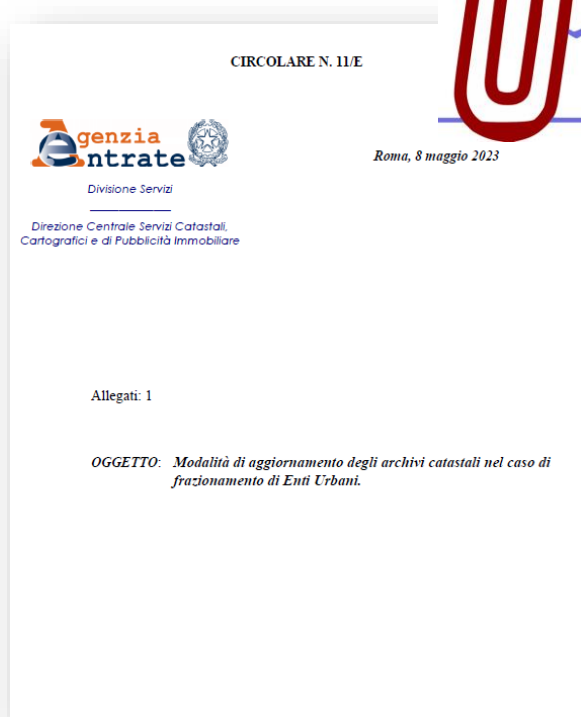 CIRCOLARE N. 11/E
Agenzia
Entrate
Roma, 8 maggio 2023
Divisione Servizi
Direzione Centrale Servizi Catastali,
Cartografici e di Pubblicità Immobiliare
Allegati: 1
OGGETTO: Modalità di aggiornamento degli archivi catastali nel caso di
frazionamento di Enti Urbani.